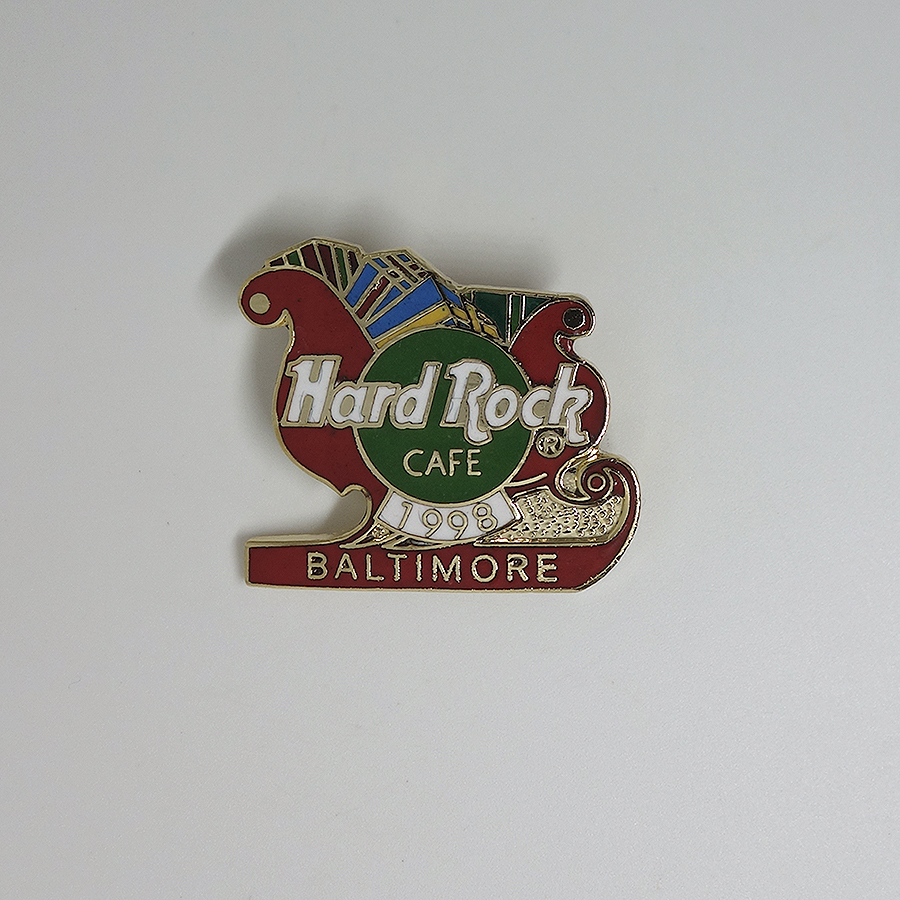 Hard Rock
®
CAFE
1998
BALTIMORE